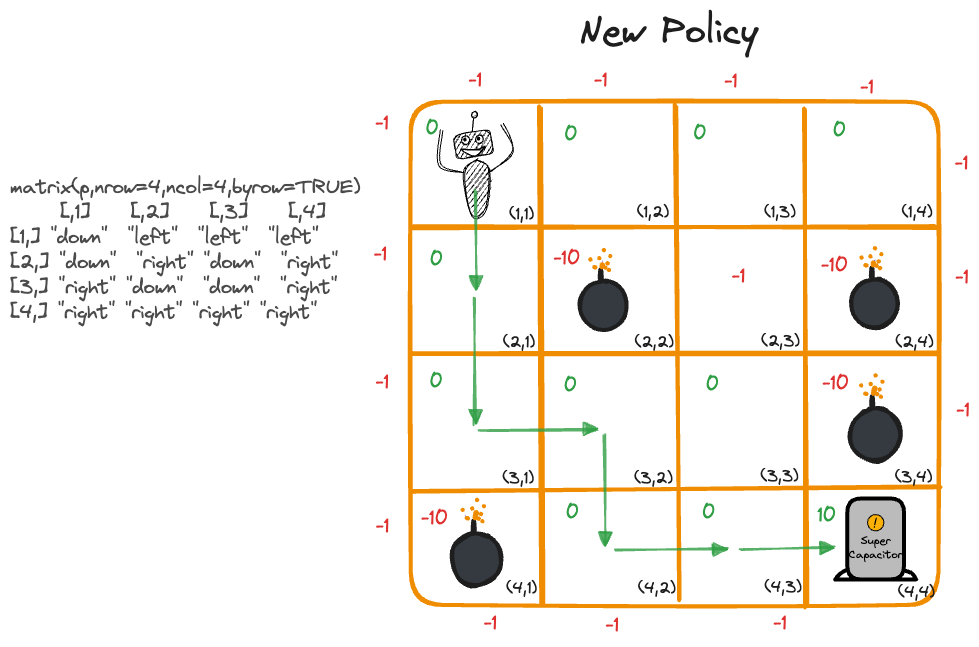 New Policy
-1 -1 -1 -1
-1 0 0 0 0 -1
(1,1) (1,2) (1,3) (1,4)
matrix(p,nrow=4,ncol=4,byrow=TRUE)
[,1] [,2] [,3] [,4]
[1,] "down" "left" "left" "left"
[2,] "down" "right" "down" "right"
[3,] "right" "down" "down" "right"
[4,] "right" "right" "right" "right"
-1 0 -10 -1 -10 -1
(2,1) (2,2) (2,3) (2,4)
-1 0 0 0 -10 -1
(3,1) (3,2) (3,3) (3,4)
-1 -10 0 0 10
!
Super
Capacitor
(4,1) (4,2) (4,3) (4,4)
-1 -1 -1